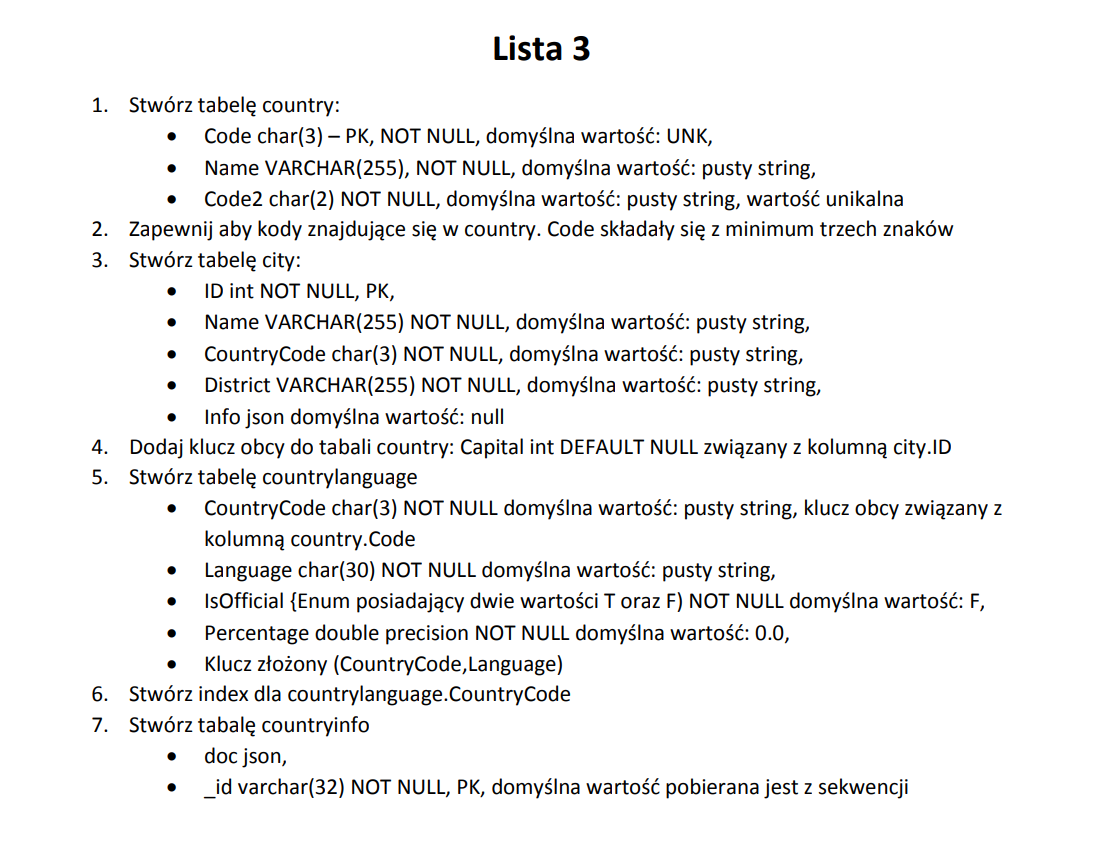 Lista 3
1. Stwórz tabelę country:
• Code char(3) – PK, NOT NULL, domyślna wartość: UNK,
• Name VARCHAR(255), NOT NULL, domyślna wartość: pusty string,
• Code2 char(2) NOT NULL, domyślna wartość: pusty string, wartość unikalna
2. Zapewnij aby kody znajdujące się w country. Code składały się z minimum trzech znaków
3. Stwórz tabelę city:
• ID int NOT NULL, PK,
• Name VARCHAR(255) NOT NULL, domyślna wartość: pusty string,
• CountryCode char(3) NOT NULL, domyślna wartość: pusty string,
• District VARCHAR(255) NOT NULL, domyślna wartość: pusty string,
• Info json domyślna wartość: null
4. Dodaj klucz obcy do tabali country: Capital int DEFAULT NULL związany z kolumną city.ID
5. Stwórz tabelę countrylanguage
• CountryCode char(3) NOT NULL domyślna wartość: pusty string, klucz obcy związany z
kolumną country.Code
• Language char(30) NOT NULL domyślna wartość: pusty string,
• IsOfficial {Enum posiadający dwie wartości T oraz F) NOT NULL domyślna wartość: F,
• Percentage double precision NOT NULL domyślna wartość: 0.0,
• Klucz złożony (CountryCode,Language)
6. Stwórz index dla countrylanguage.CountryCode
7. Stwórz tabalę countryinfo
• doc json,
• _id varchar(32) NOT NULL, PK, domyślna wartość pobierana jest z sekwencji